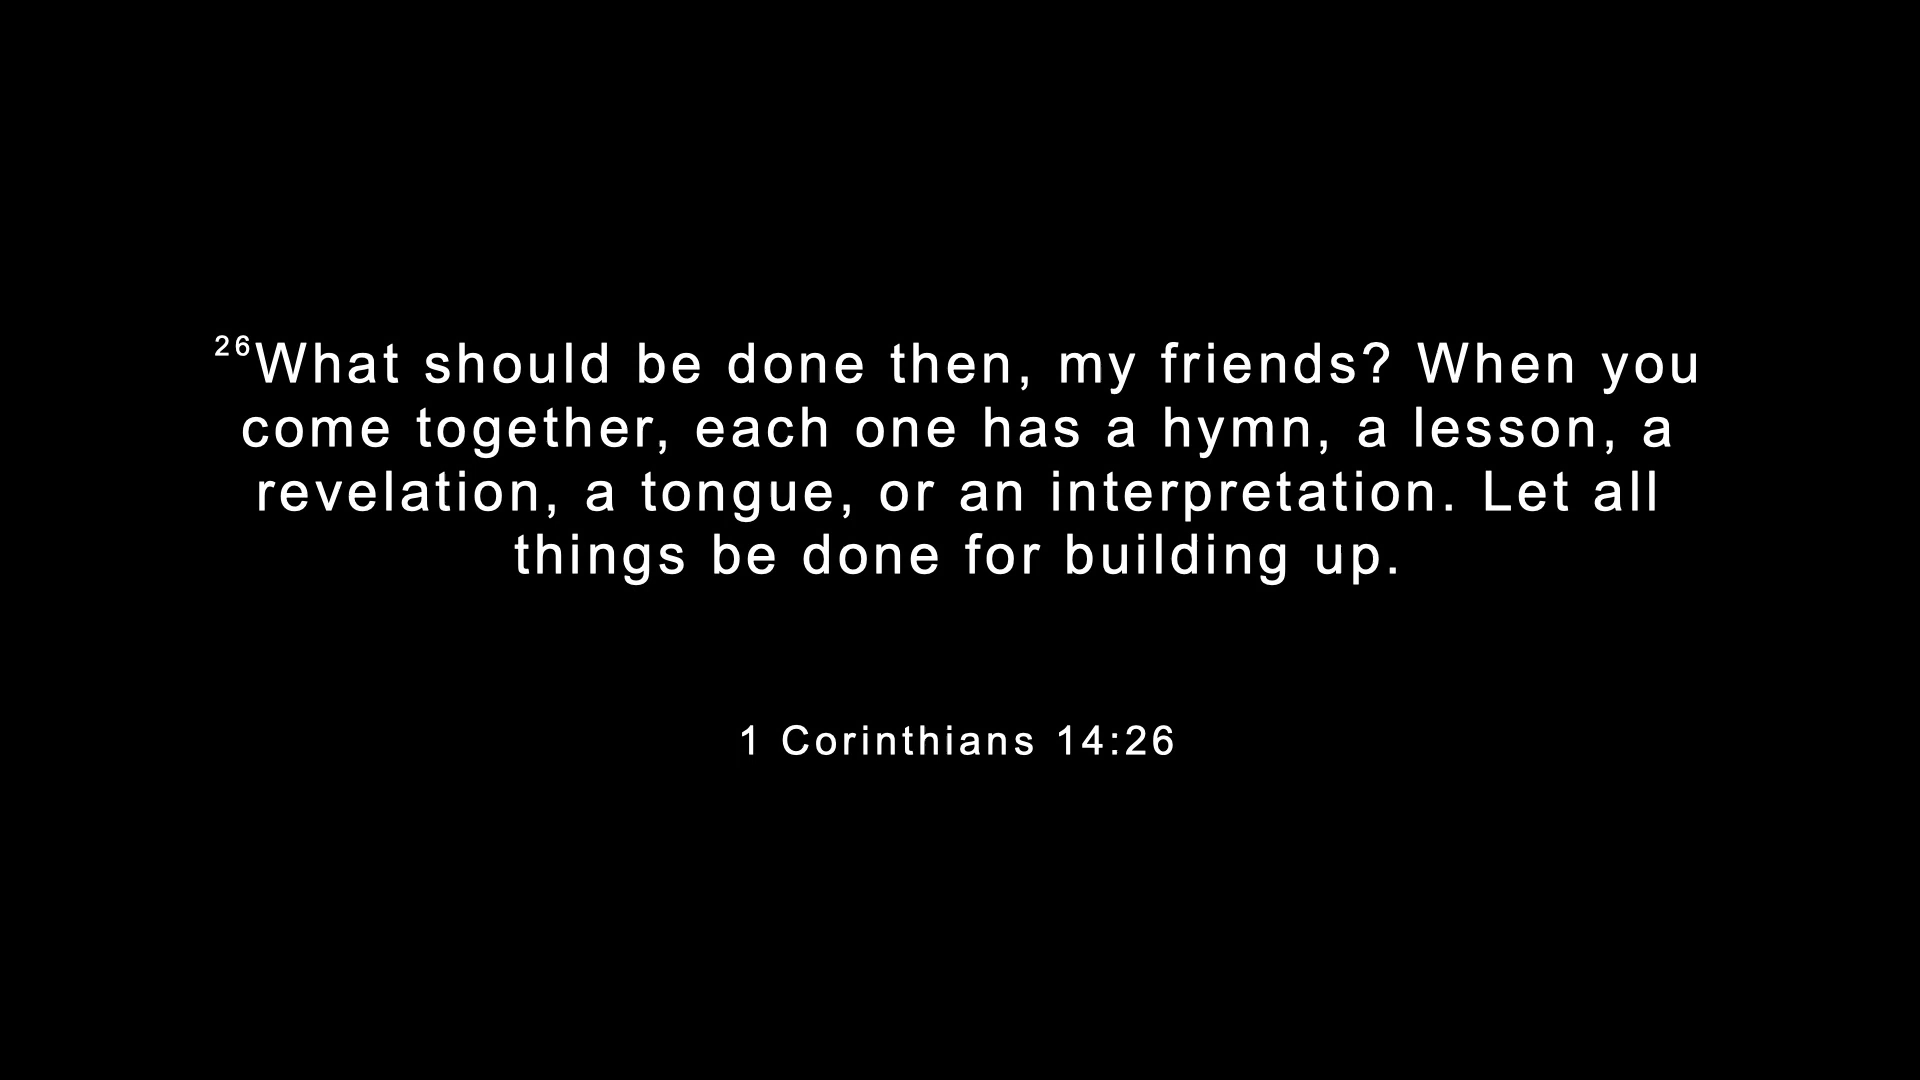 26What should be done then, my friends? When you
come together, each one has a hymn, a lesson, a
revelation, a tongue, or an interpretation. Let all
things be done for building up.
1 Corinthians 14:26